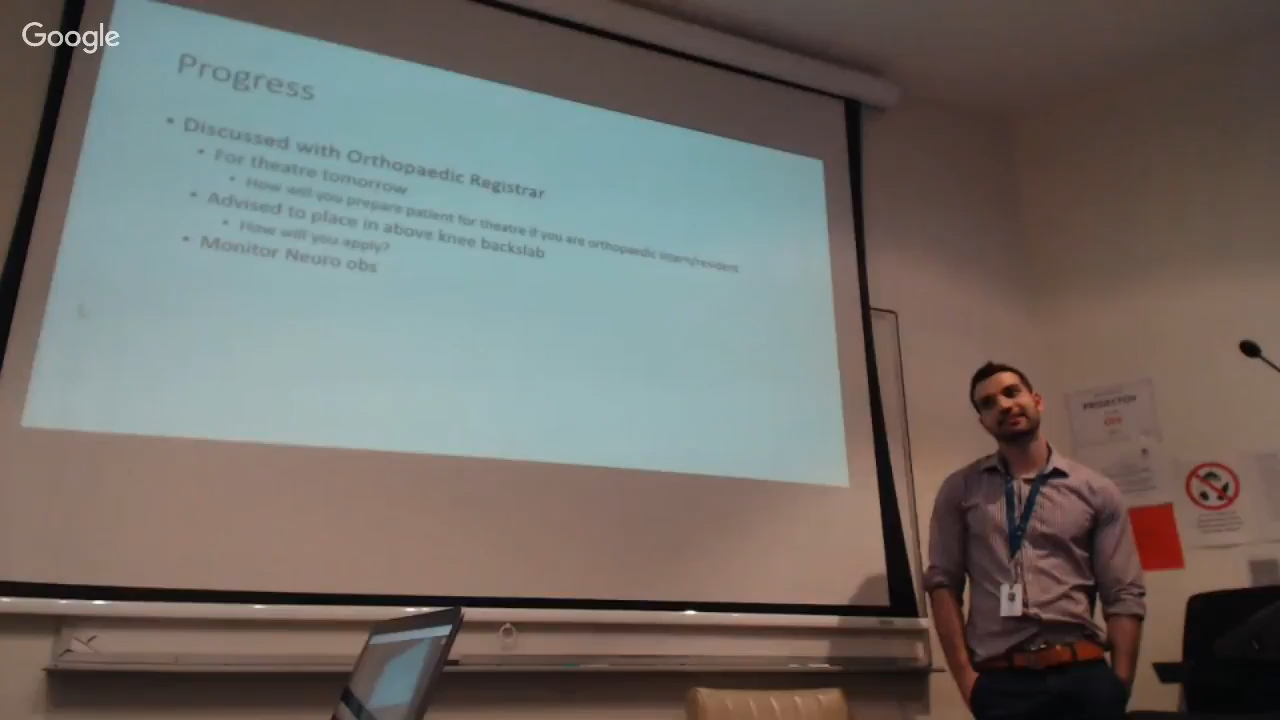 Google
Progress
• Discussed with Orthopaedic Registrar
• For theatre tomorrow
• How will you prepare patient for theatre if you are orthopaedic intern/resident
• Advised to place in above knee backslab
• How will you apply?
• Monitor Neuro obs
PROJECTOR